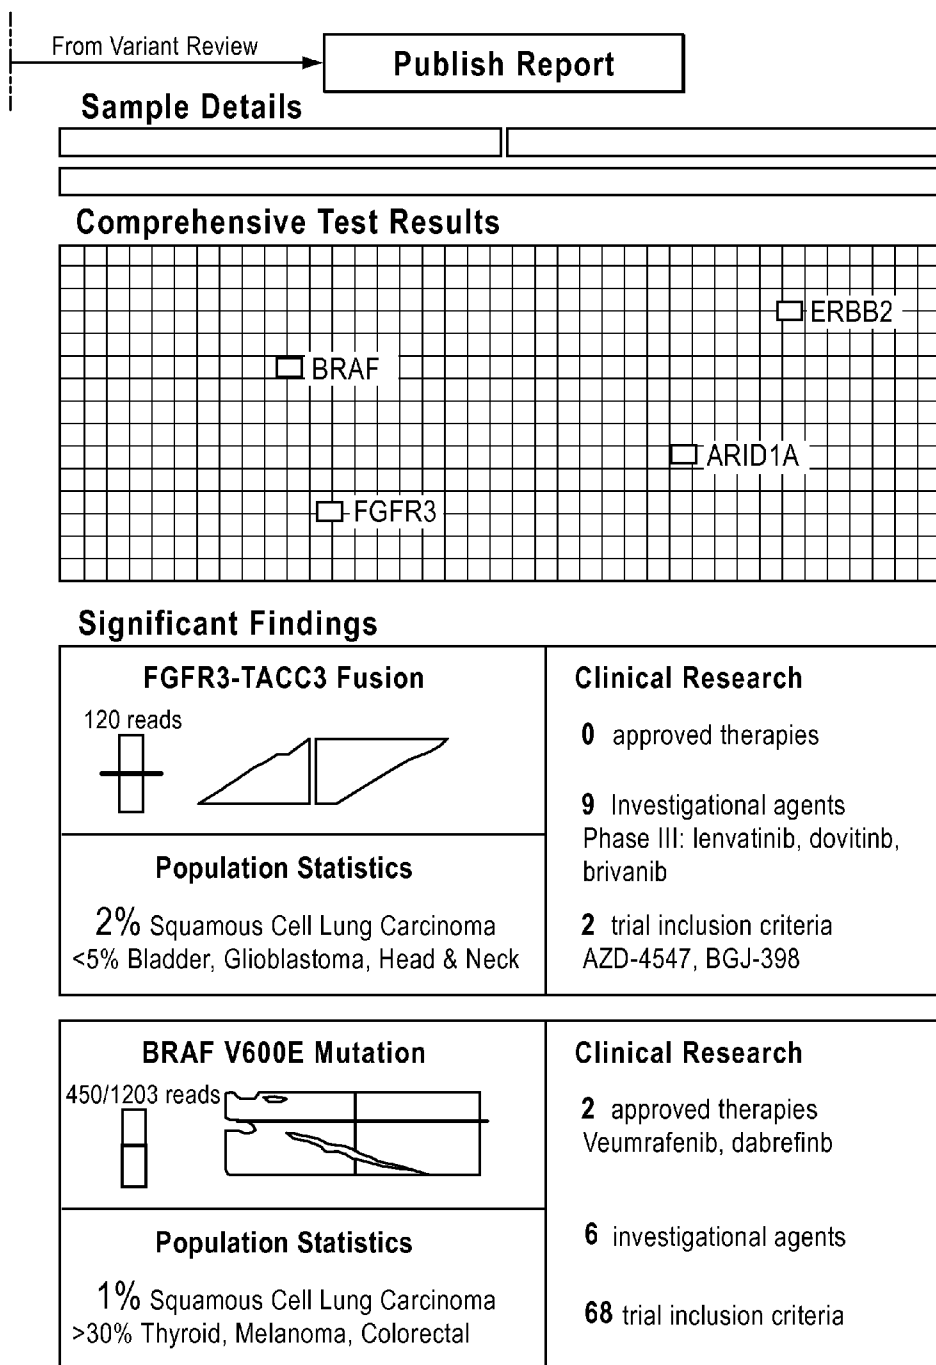 From Variant Review
Publish Report
Sample Details
Comprehensive Test Results
ERBB2
BRAF
ARID1A
FGFR3
Significant Findings
FGFR3-TACC3 Fusion
120 reads
Population Statistics
2% Squamous Cell Lung Carcinoma
<5% Bladder, Glioblastoma, Head & Neck
Clinical Research
0 approved therapies
9 Investigational agents
Phase III: lenvatinib, dovitinb,
brivanib
2 trial inclusion criteria
AZD-4547, BGJ-398
BRAF V600E Mutation
450/1203 reads
Population Statistics
1% Squamous Cell Lung Carcinoma
>30% Thyroid, Melanoma, Colorectal
Clinical Research
2 approved therapies
Veumrafenib, dabrefinb
6 investigational agents
68 trial inclusion criteria